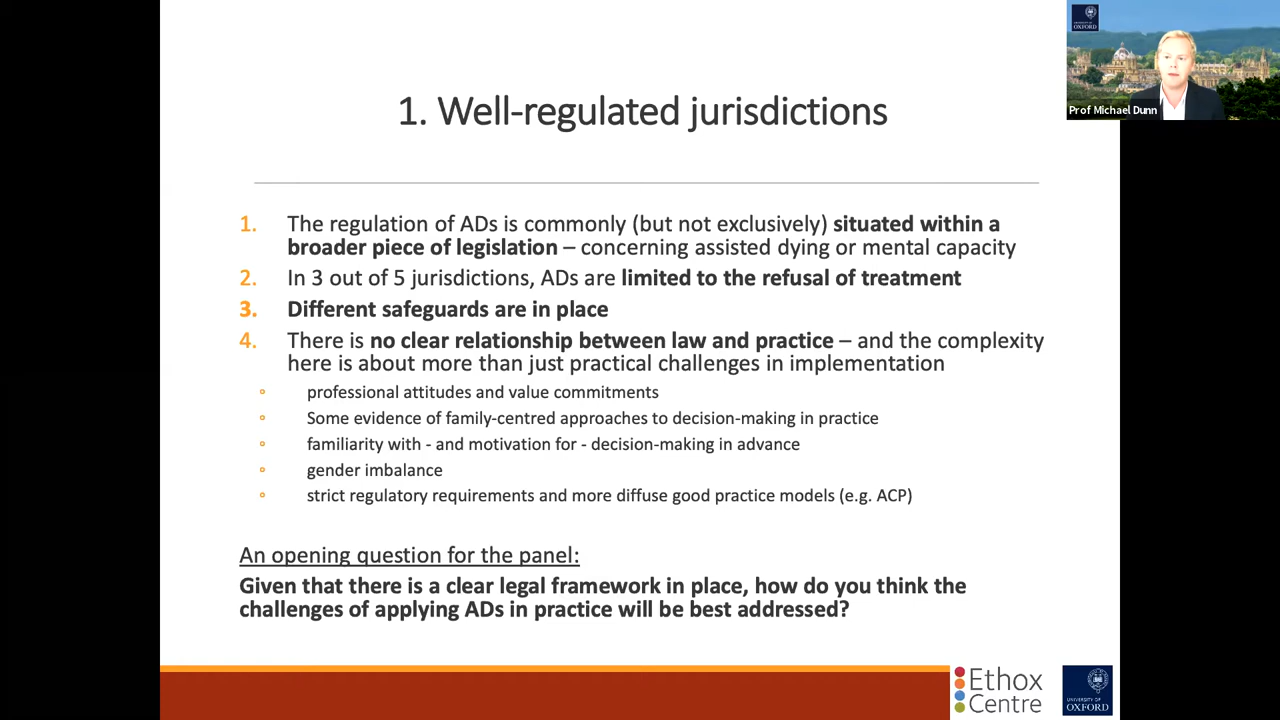 UNIVERSITY OF
OXFORD
Prof Michael Dunn
1. Well-regulated jurisdictions
1. The regulation of ADs is commonly (but not exclusively) situated within a
broader piece of legislation – concerning assisted dying or mental capacity
2. In 3 out of 5 jurisdictions, ADs are limited to the refusal of treatment
3. Different safeguards are in place
4. There is no clear relationship between law and practice – and the complexity
here is about more than just practical challenges in implementation
professional attitudes and value commitments
Some evidence of family-centred approaches to decision-making in practice
familiarity with - and motivation for - decision-making in advance
gender imbalance
strict regulatory requirements and more diffuse good practice models (e.g. ACP)
An opening question for the panel:
Given that there is a clear legal framework in place, how do you think the
challenges of applying ADs in practice will be best addressed?
Ethox
Centre
UNIVERSITY OF
OXFORD